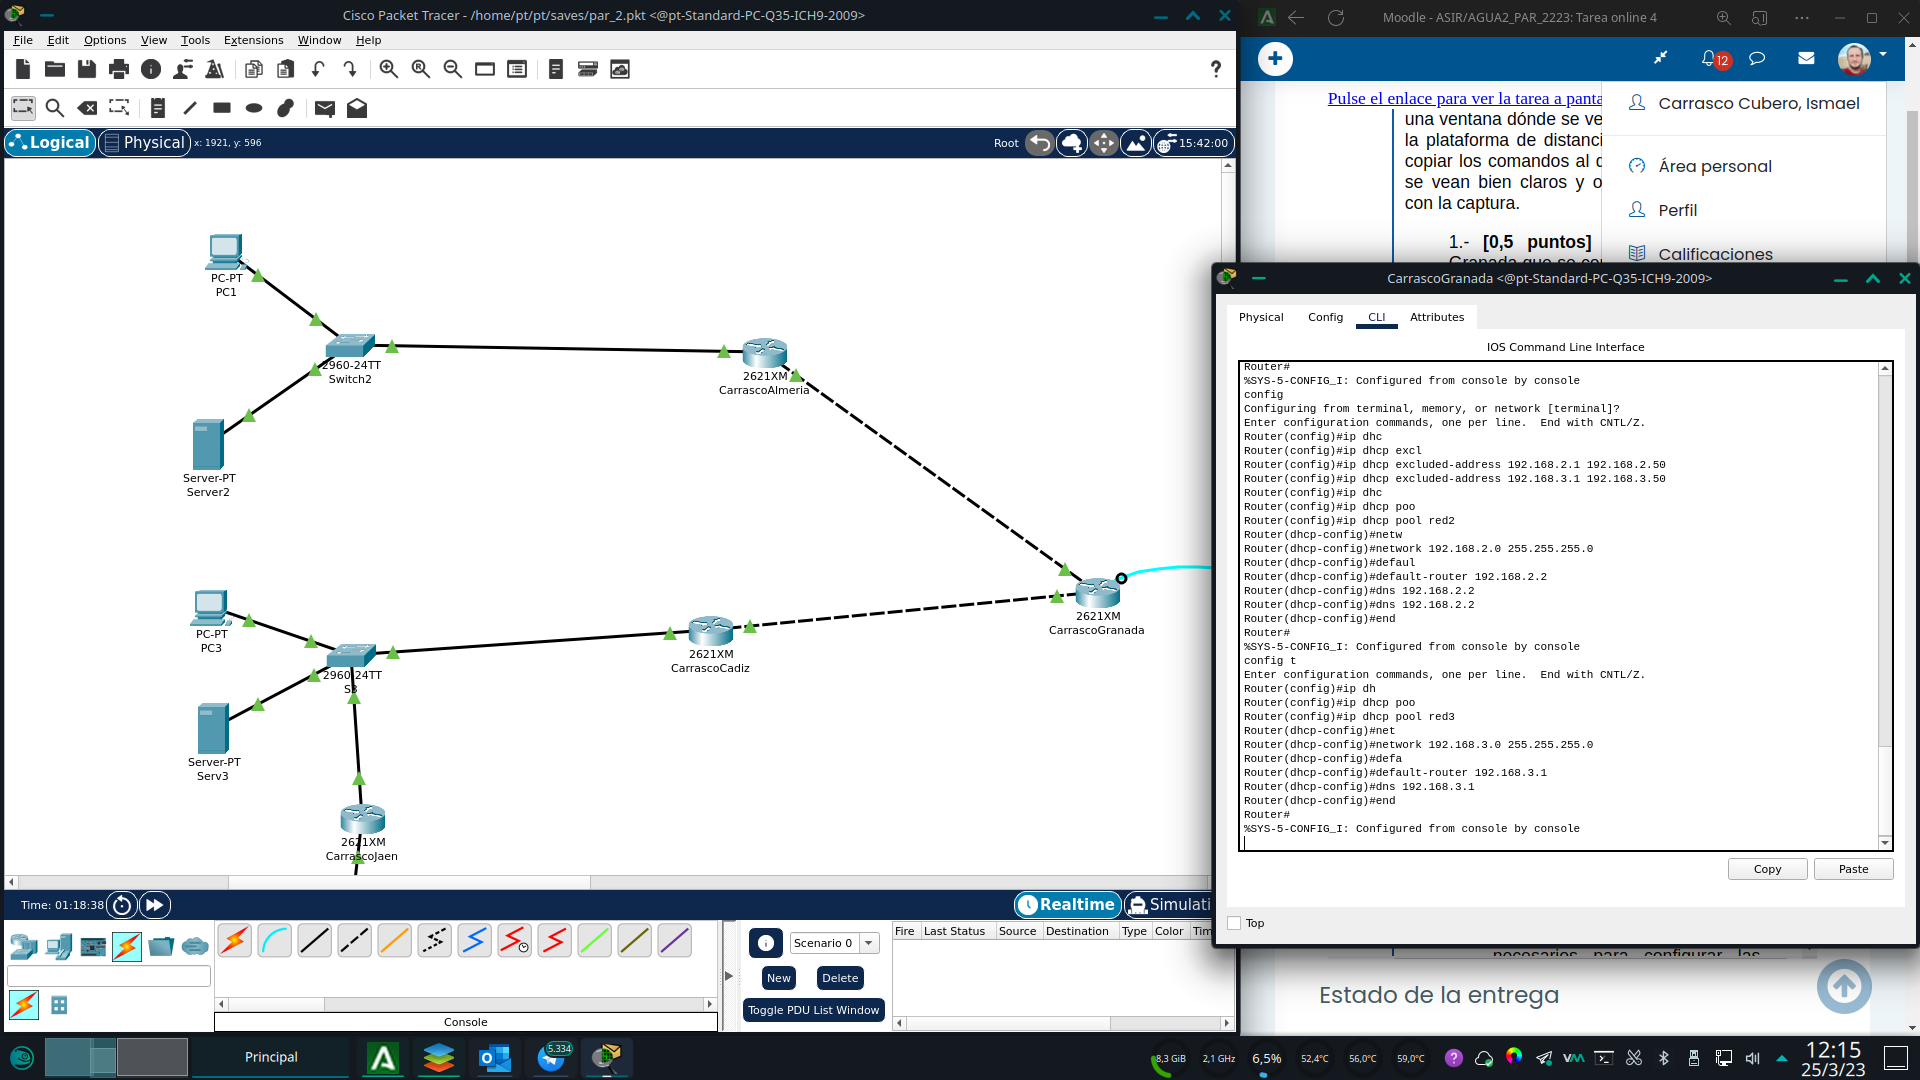 Cisco Packet Tracer - /home/pt/pt/saves/par_2.pkt <@pt-Standard-PC-Q35-ICH9-2009>
File Edit Options View Tools Extensions Window Help
Logical
Physical
x: 1921, y: 596
Root
15:42:00
PC-PT
PC1
2960-24TT
Switch2
Server-PT
Server2
2621XM
CarrascoAlmeria
PC-PT
PC3
2960-24TT
S3
Server-PT
Serv3
2621XM
CarrascoCadiz
2621XM
CarrascoGranada
2621XM
CarrascoJaen
Time: 01:18:38
Realtime
Simulati
Scenario 0
New
Delete
Toggle PDU List Window
Fire Last Status Source Destination Type Color Tim
Console
Moodle - ASIR/AGUA2_PAR_2223: Tarea online 4
12
Pulse el enlace para ver la tarea a panta
una ventana dónde se ve
la plataforma de distanci
copiar los comandos al d
se vean bien claros y o
con la captura.
1.- [0,5 puntos]
Granada que se con
Carrasco Cubero, Ismael
Área personal
Perfil
Calificaciones
CarrascoGranada <@pt-Standard-PC-Q35-ICH9-2009>
Physical Config CLI Attributes
IOS Command Line Interface
Router#
%SYS-5-CONFIG_I: Configured from console by console
config
Configuring from terminal, memory, or network [terminal]?
Enter configuration commands, one per line.  End with CNTL/Z.
Router(config)#ip dhc
Router(config)#ip dhcp excl
Router(config)#ip dhcp excluded-address 192.168.2.1 192.168.2.50
Router(config)#ip dhcp excluded-address 192.168.3.1 192.168.3.50
Router(config)#ip dhc
Router(config)#ip dhcp poo
Router(config)#ip dhcp pool red2
Router(dhcp-config)#netw
Router(dhcp-config)#network 192.168.2.0 255.255.255.0
Router(dhcp-config)#defaul
Router(dhcp-config)#default-router 192.168.2.2
Router(dhcp-config)#dns 192.168.2.2
Router(dhcp-config)#dns 192.168.2.2
Router(dhcp-config)#end
Router#
%SYS-5-CONFIG_I: Configured from console by console
config t
Enter configuration commands, one per line.  End with CNTL/Z.
Router(config)#ip dh
Router(config)#ip dhcp poo
Router(config)#ip dhcp pool red3
Router(dhcp-config)#net
Router(dhcp-config)#network 192.168.3.0 255.255.255.0
Router(dhcp-config)#defa
Router(dhcp-config)#default-router 192.168.3.1
Router(dhcp-config)#dns 192.168.3.1
Router(dhcp-config)#end
Router#
%SYS-5-CONFIG_I: Configured from console by console
Copy
Paste
Top
necesarios para configurar las
Estado de la entrega
Principal
5.334
8,3 GiB
2,1 GHz
6,5%
52,4°C
56,0°C
59,0°C
12:15
25/3/23